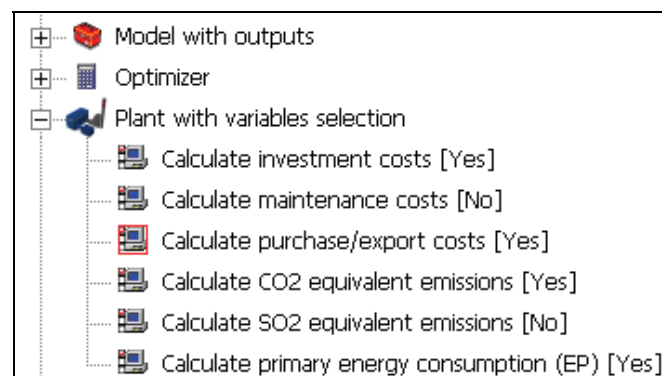 Model with outputs
Optimizer
Plant with variables selection
Calculate investment costs [Yes]
Calculate maintenance costs [No]
Calculate purchase/export costs [Yes]
Calculate CO2 equivalent emissions [Yes]
Calculate SO2 equivalent emissions [No]
Calculate primary energy consumption (EP) [Yes]